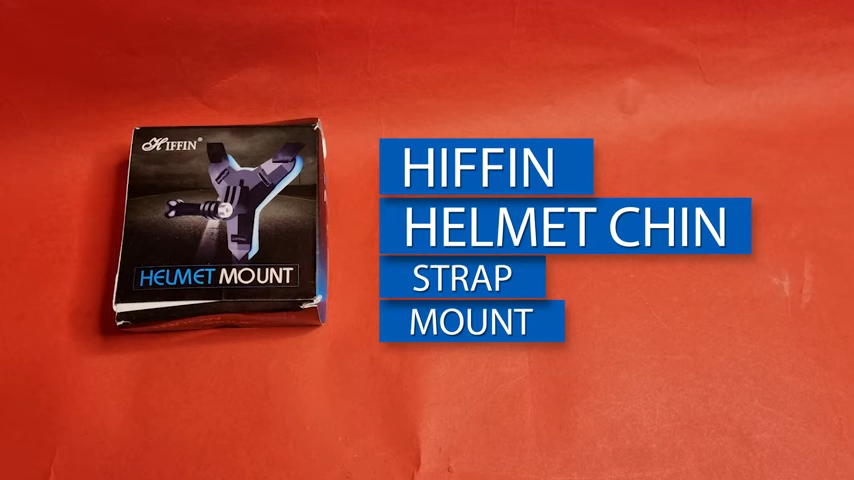 HIFFIN®
HELMET MOUNT
HIFFIN
HELMET CHIN
STRAP
MOUNT